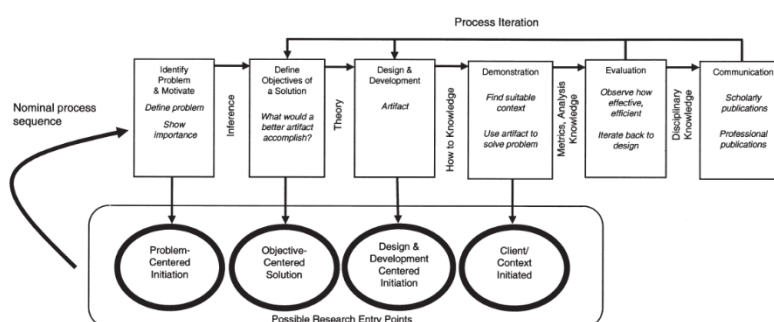 Process Iteration
Nominal process
sequence
Identify
Problem
& Motivate
Define problem
Show
importance
Inference
Define
Objectives of
a Solution
What would a
better artifact
accomplish?
Theory
Design &
Development
Artifact
How to Knowledge
Demonstration
Find suitable
context
Use artifact to
solve problem
Metrics, Analysis
Knowledge
Evaluation
Observe how
effective,
efficient
Iterate back to
design
Disciplinary
Knowledge
Communication
Scholarly
publications
Professional
publications
Problem-
Centered
Initiation
Objective-
Centered
Solution
Design &
Development
Centered
Initiation
Client/
Context
Initiated
Possible Research Entry Points